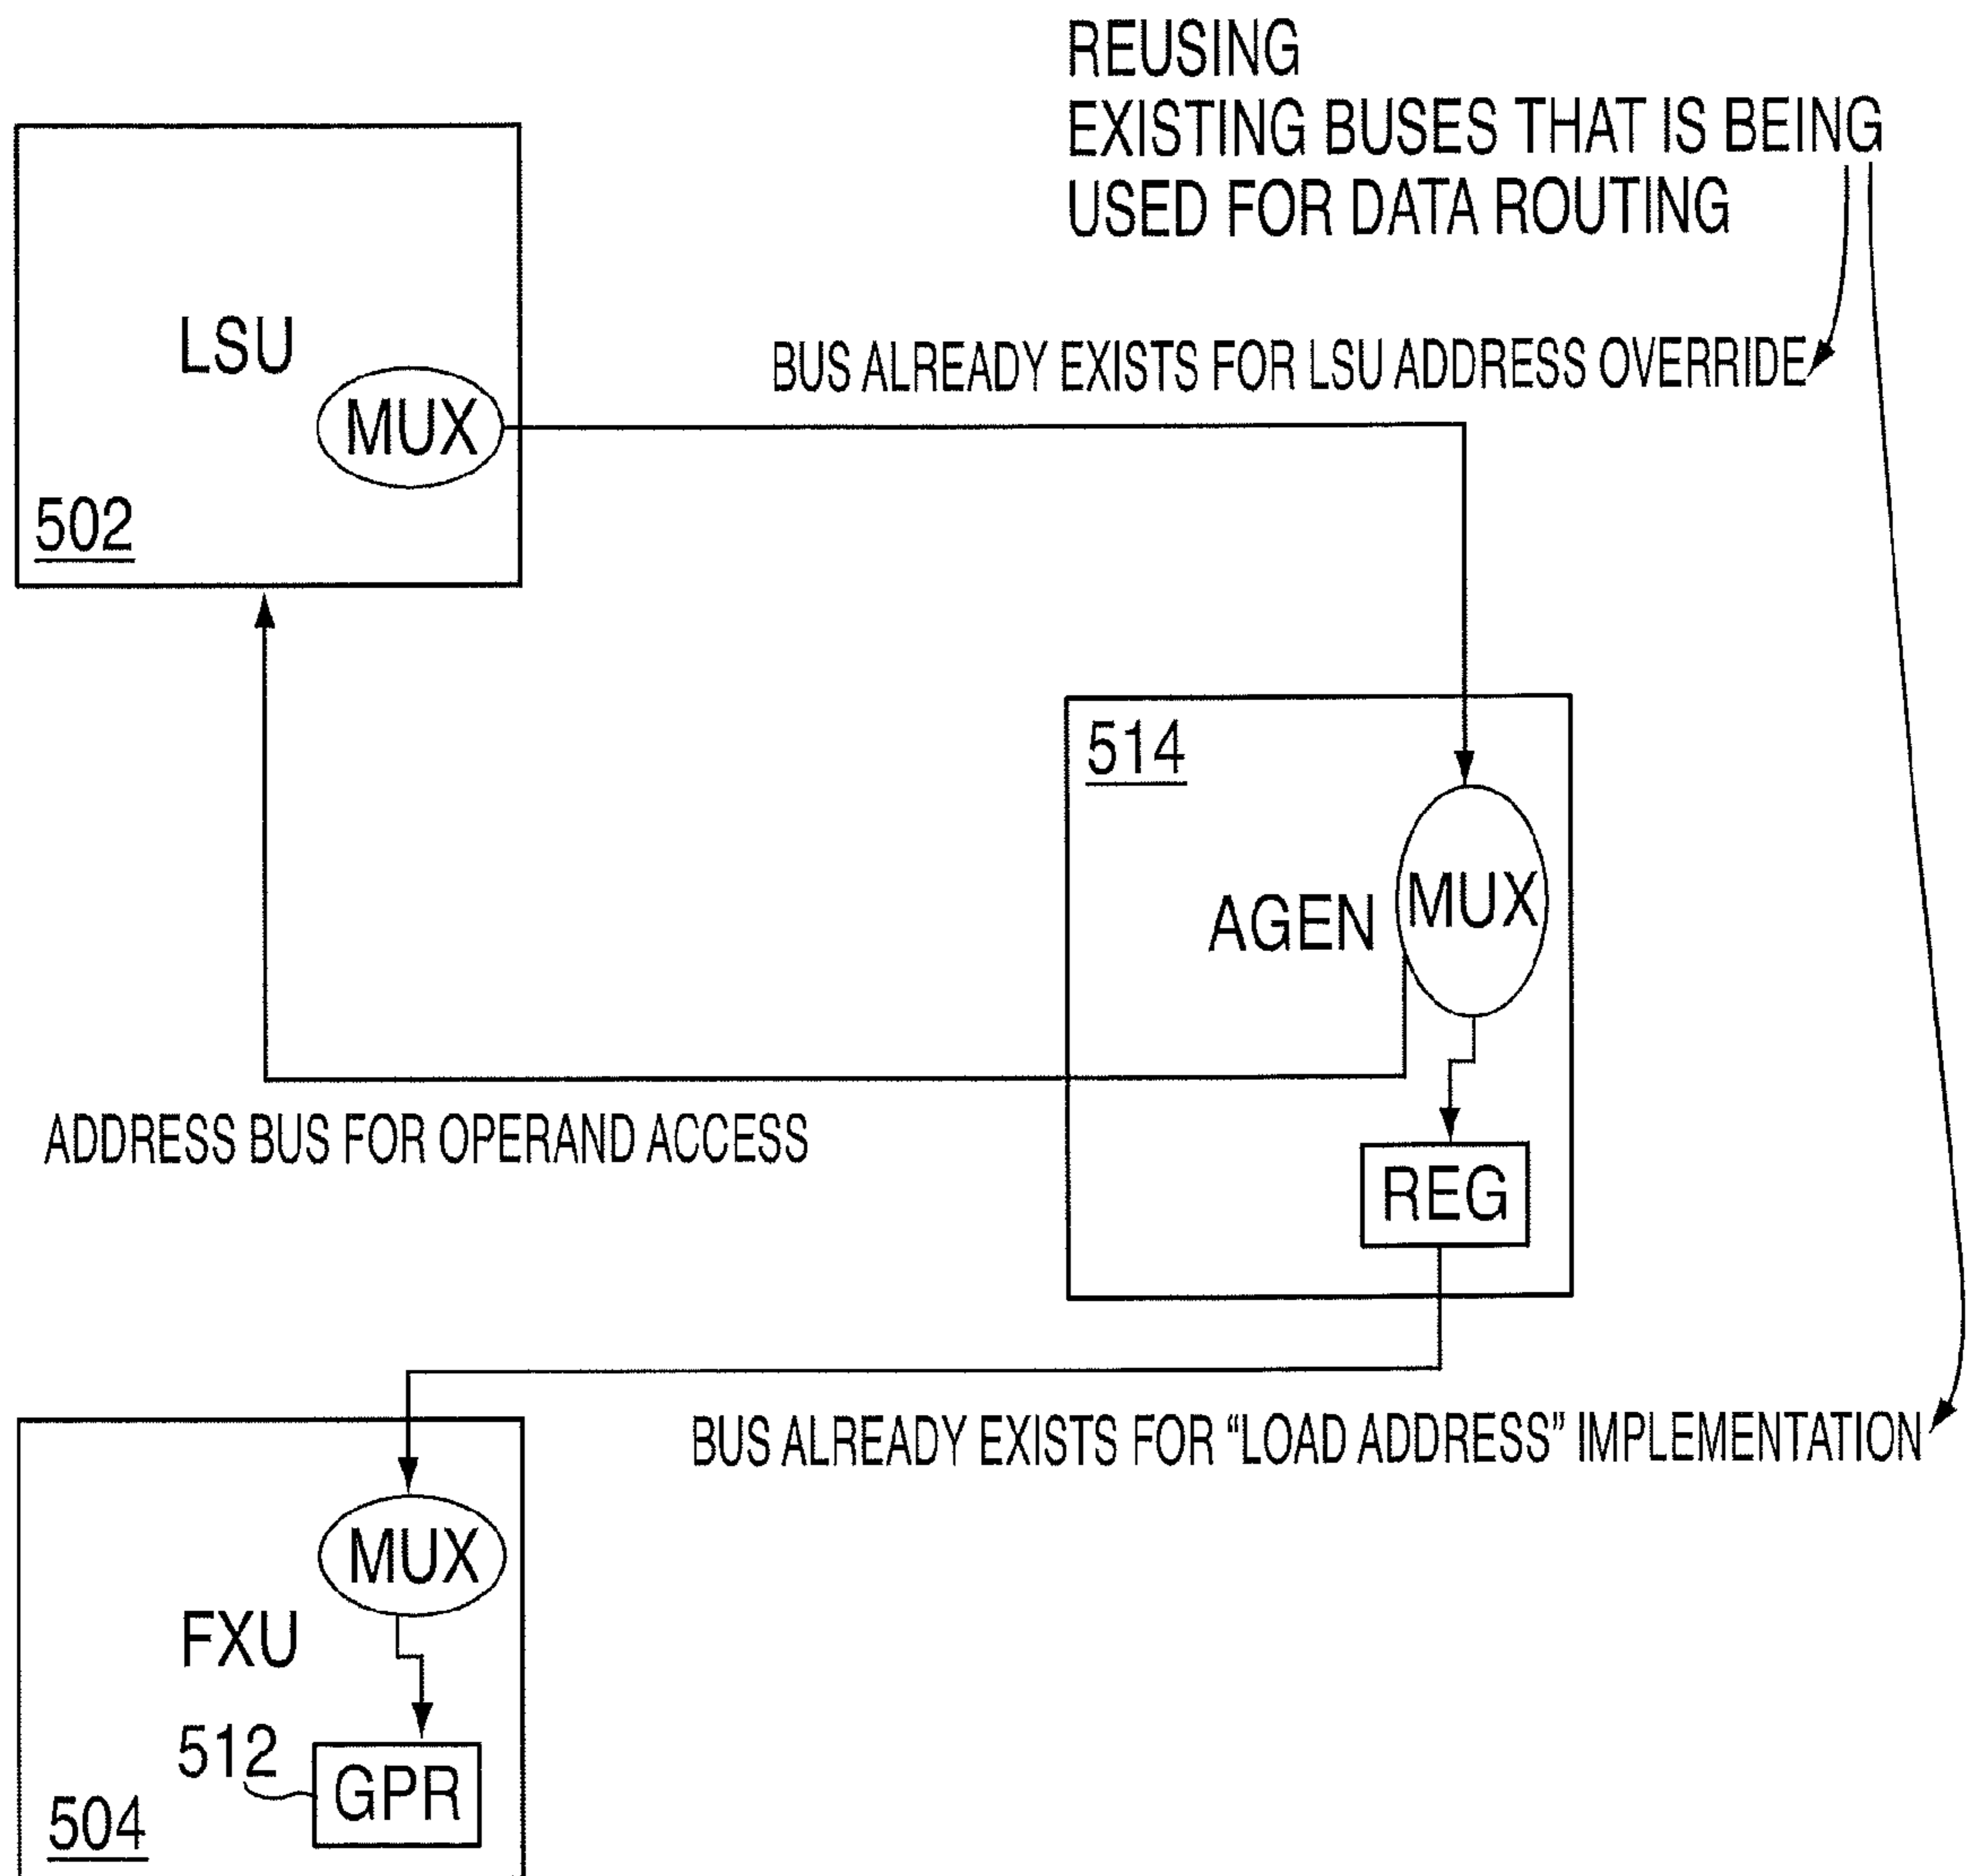 REUSING
EXISTING BUSES THAT IS BEING
USED FOR DATA ROUTING
LSU
MUX
502
BUS ALREADY EXISTS FOR LSU ADDRESS OVERRIDE
514
AGEN
MUX
REG
ADDRESS BUS FOR OPERAND ACCESS
BUS ALREADY EXISTS FOR “LOAD ADDRESS” IMPLEMENTATION
MUX
FXU
512
GPR
504